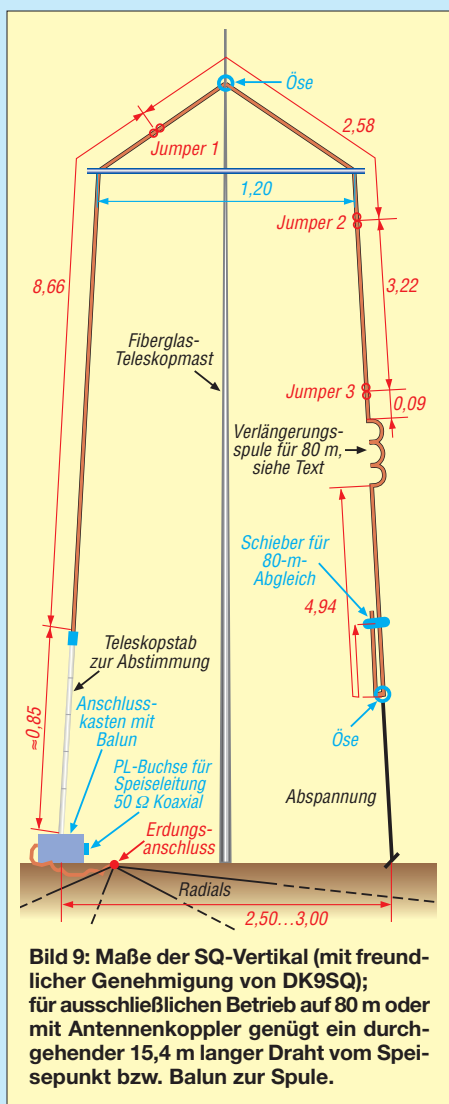 Öse
2,58
Jumper 1
1,20
Jumper 2
8,66
3,22
Fiberglas-
Teleskopmast
Jumper 3
0,09
Verlängerungs-
spule für 80 m,
siehe Text
Schieber für
80-m-
Abgleich
4,94
Teleskopstab
zur Abstimmung
≈0,85
Anschluss-
kasten mit
Balun
Öse
PL-Buchse für
Speiseleitung
50 Ω Koaxial
Abspannung
Erdungs-
anschluss
Radials
2,50...3,00
Bild 9: Maße der SQ-Vertikal (mit freund-
licher Genehmigung von DK9SQ);
für ausschließlichen Betrieb auf 80 m oder
mit Antennenkoppler genügt ein durch-
gehender 15,4 m langer Draht vom Spei-
sepunkt bzw. Balun zur Spule.